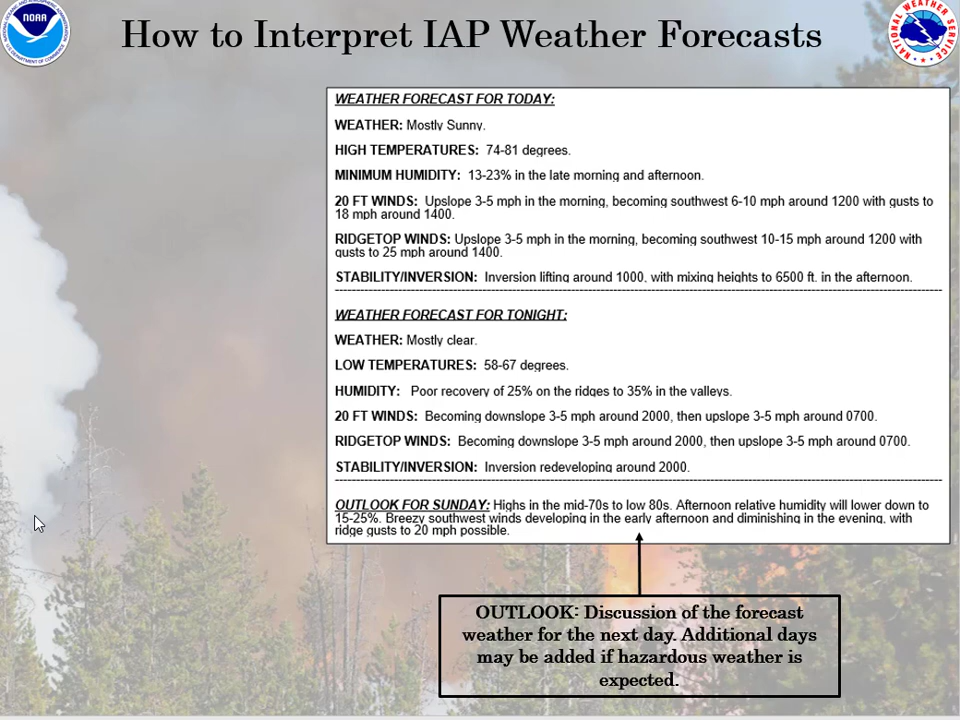 NOAA
How to Interpret IAP Weather Forecasts
NATIONAL WEATHER SERVICE
WEATHER FORECAST FOR TODAY:
WEATHER: Mostly Sunny.
HIGH TEMPERATURES: 74-81 degrees.
MINIMUM HUMIDITY: 13-23% in the late morning and afternoon.
20 FT WINDS: Upslope 3-5 mph in the morning, becoming southwest 6-10 mph around 1200 with gusts to
18 mph around 1400.
RIDGETOP WINDS: Upslope 3-5 mph in the morning, becoming southwest 10-15 mph around 1200 with
gusts to 25 mph around 1400.
STABILITY/INVERSION: Inversion lifting around 1000, with mixing heights to 6500 ft. in the afternoon.
WEATHER FORECAST FOR TONIGHT:
WEATHER: Mostly clear.
LOW TEMPERATURES: 58-67 degrees.
HUMIDITY: Poor recovery of 25% on the ridges to 35% in the valleys.
20 FT WINDS: Becoming downslope 3-5 mph around 2000, then upslope 3-5 mph around 0700.
RIDGETOP WINDS: Becoming downslope 3-5 mph around 2000, then upslope 3-5 mph around 0700.
STABILITY/INVERSION: Inversion redeveloping around 2000.
OUTLOOK FOR SUNDAY: Highs in the mid-70s to low 80s. Afternoon relative humidity will lower down to
15-25%. Breezy southwest winds developing in the early afternoon and diminishing in the evening, with
ridge gusts to 20 mph possible.
OUTLOOK: Discussion of the forecast
weather for the next day. Additional days
may be added if hazardous weather is
expected.